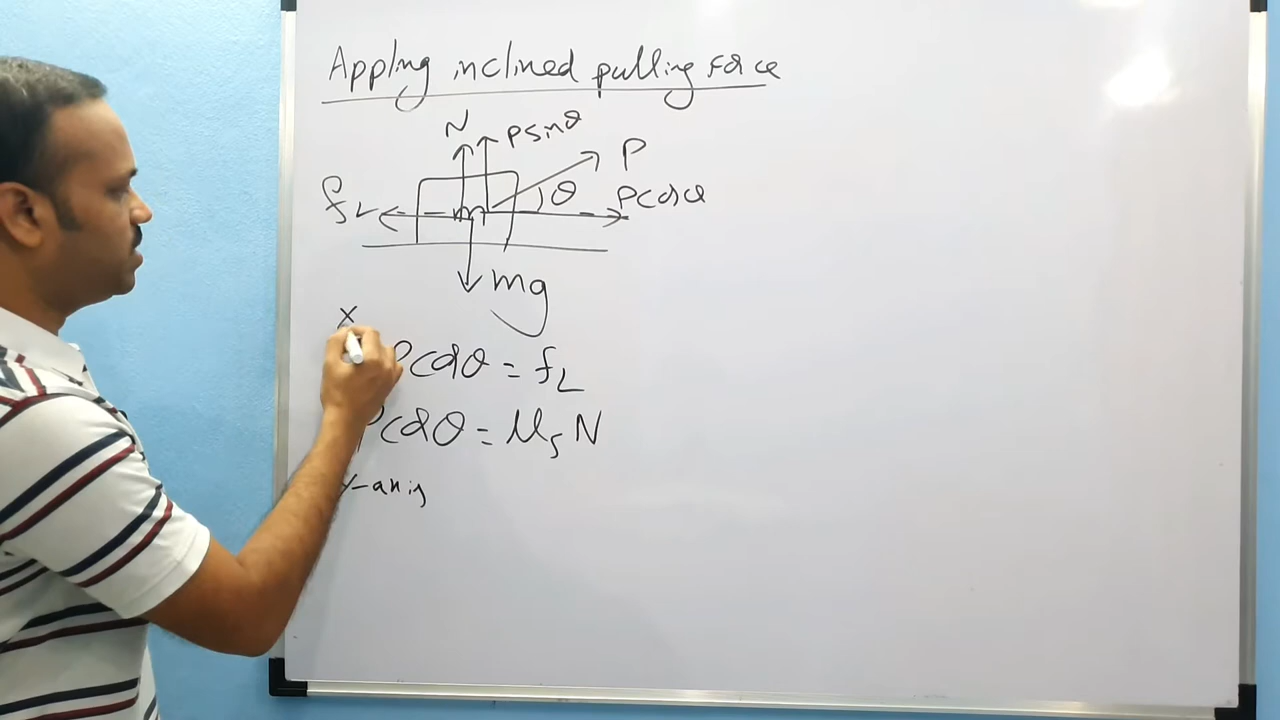 Appling inclined pulling force
N Psinθ
P
fL θ Pcosθ
mg
X
Pcosθ = fL
Pcosθ = μs N
y-axis